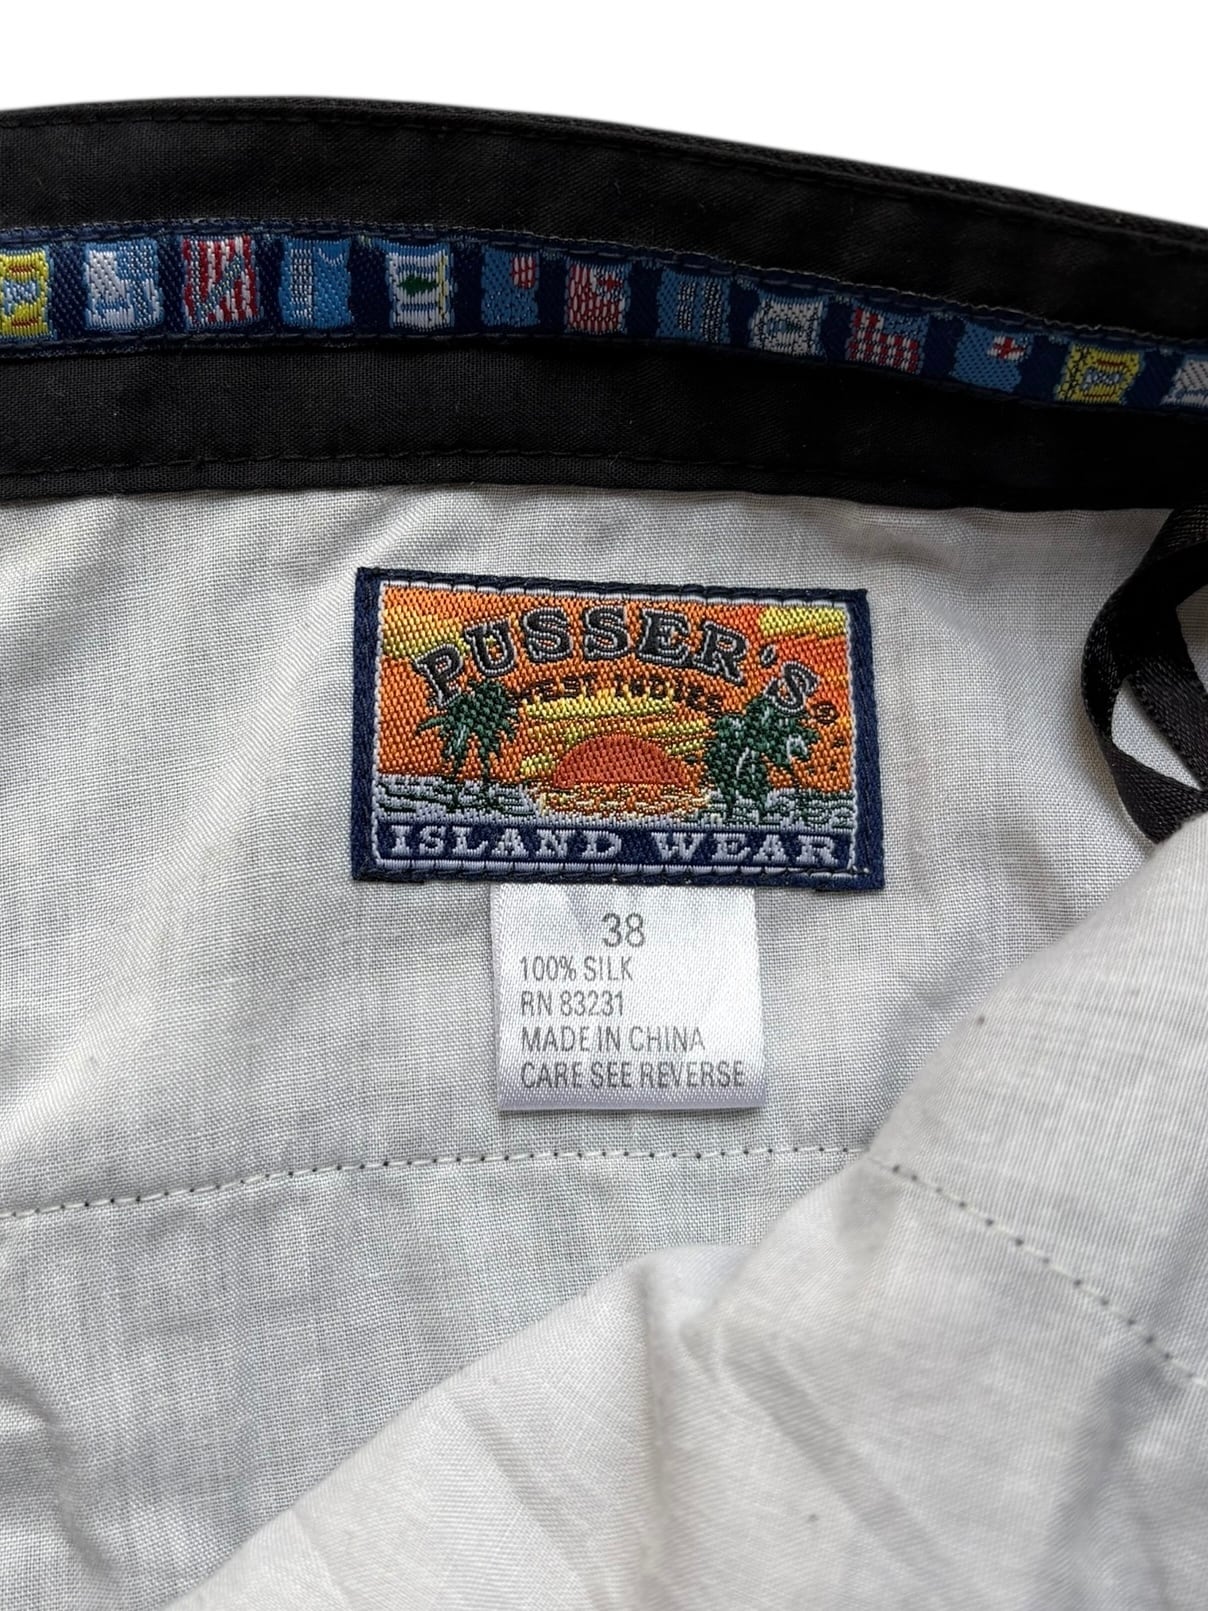 PUSSER'S®
WEST INDIES
ISLAND WEAR
38
100% SILK
RN 83231
MADE IN CHINA
CARE SEE REVERSE